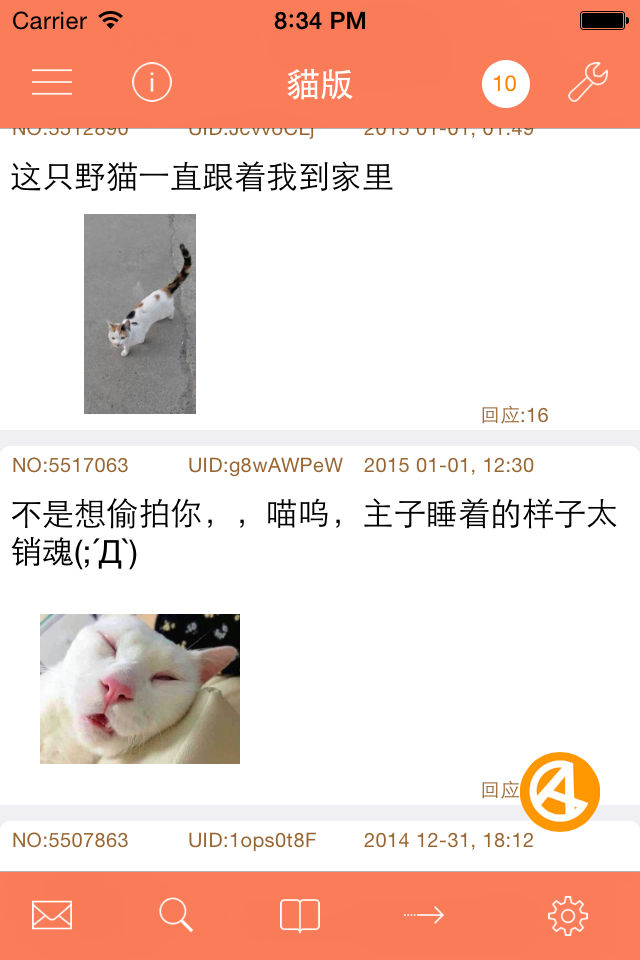 Carrier 8:34 PM
貓版 10
NO:5512890 2015 01-01, 01:49
这只野猫一直跟着我到家里
回应:16
NO:5517063 UID:g8wAWPeW 2015 01-01, 12:30
不是想偷拍你，，喵呜，主子睡着的样子太
销魂(;´Д`)
回应
NO:5507863 UID:1ops0t8F 2014 12-31, 18:12